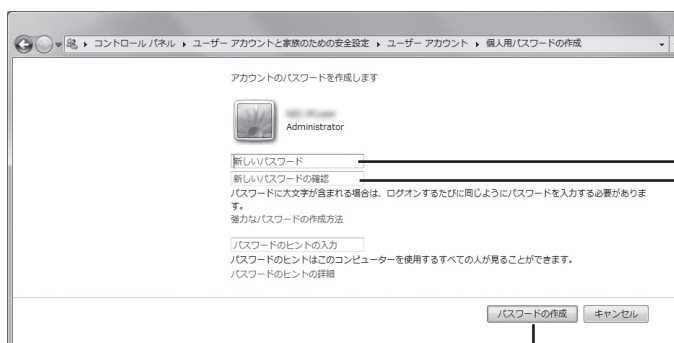 コントロール パネル ▸ ユーザー アカウントと家族のための安全設定 ▸ ユーザー アカウント ▸ 個人用パスワードの作成
アカウントのパスワードを作成します
Administrator
新しいパスワード
新しいパスワードの確認
パスワードに大文字が含まれる場合は、ログオンするたびに同じようにパスワードを入力する必要がありま
す。
強力なパスワードの作成方法
パスワードのヒントの入力
パスワードのヒントはこのコンピューターを使用するすべての人が見ることができます。
パスワードのヒントの詳細
パスワードの作成 キャンセル